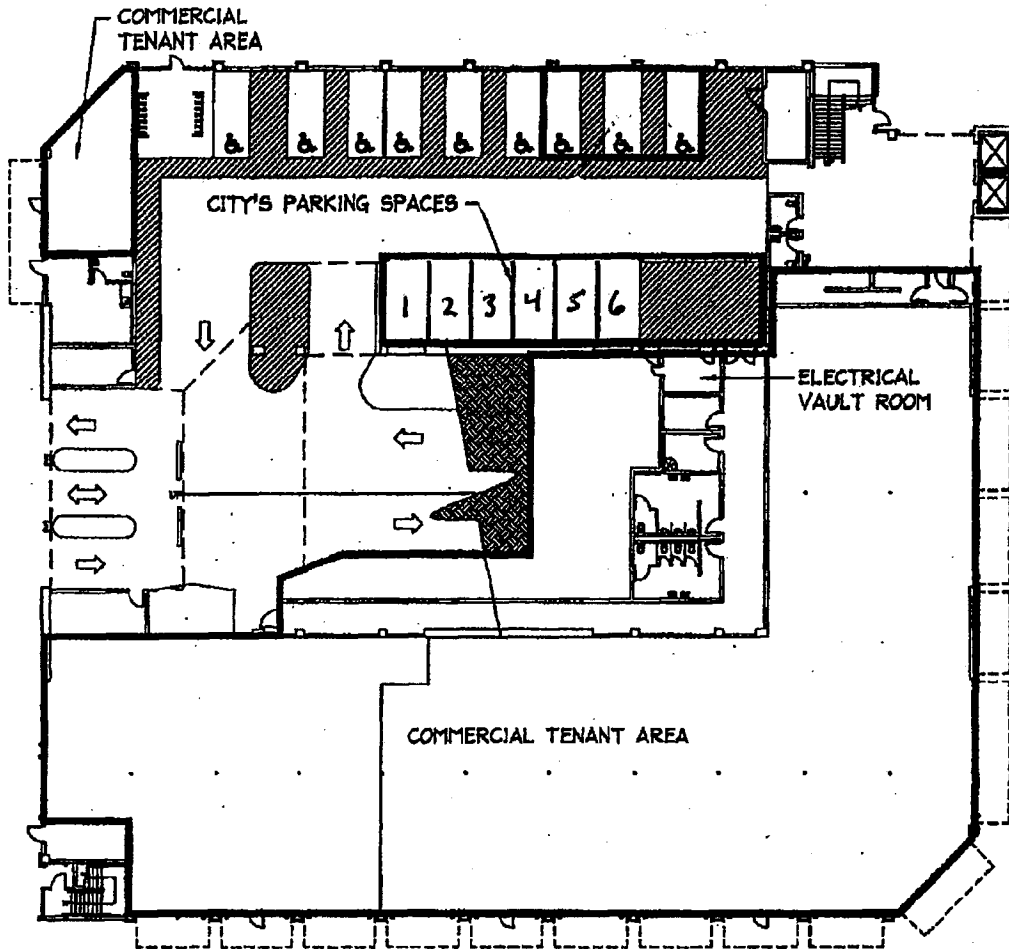 COMMERCIAL
TENANT AREA
CITY'S PARKING SPACES
1 2 3 4 5 6
ELECTRICAL
VAULT ROOM
COMMERCIAL TENANT AREA